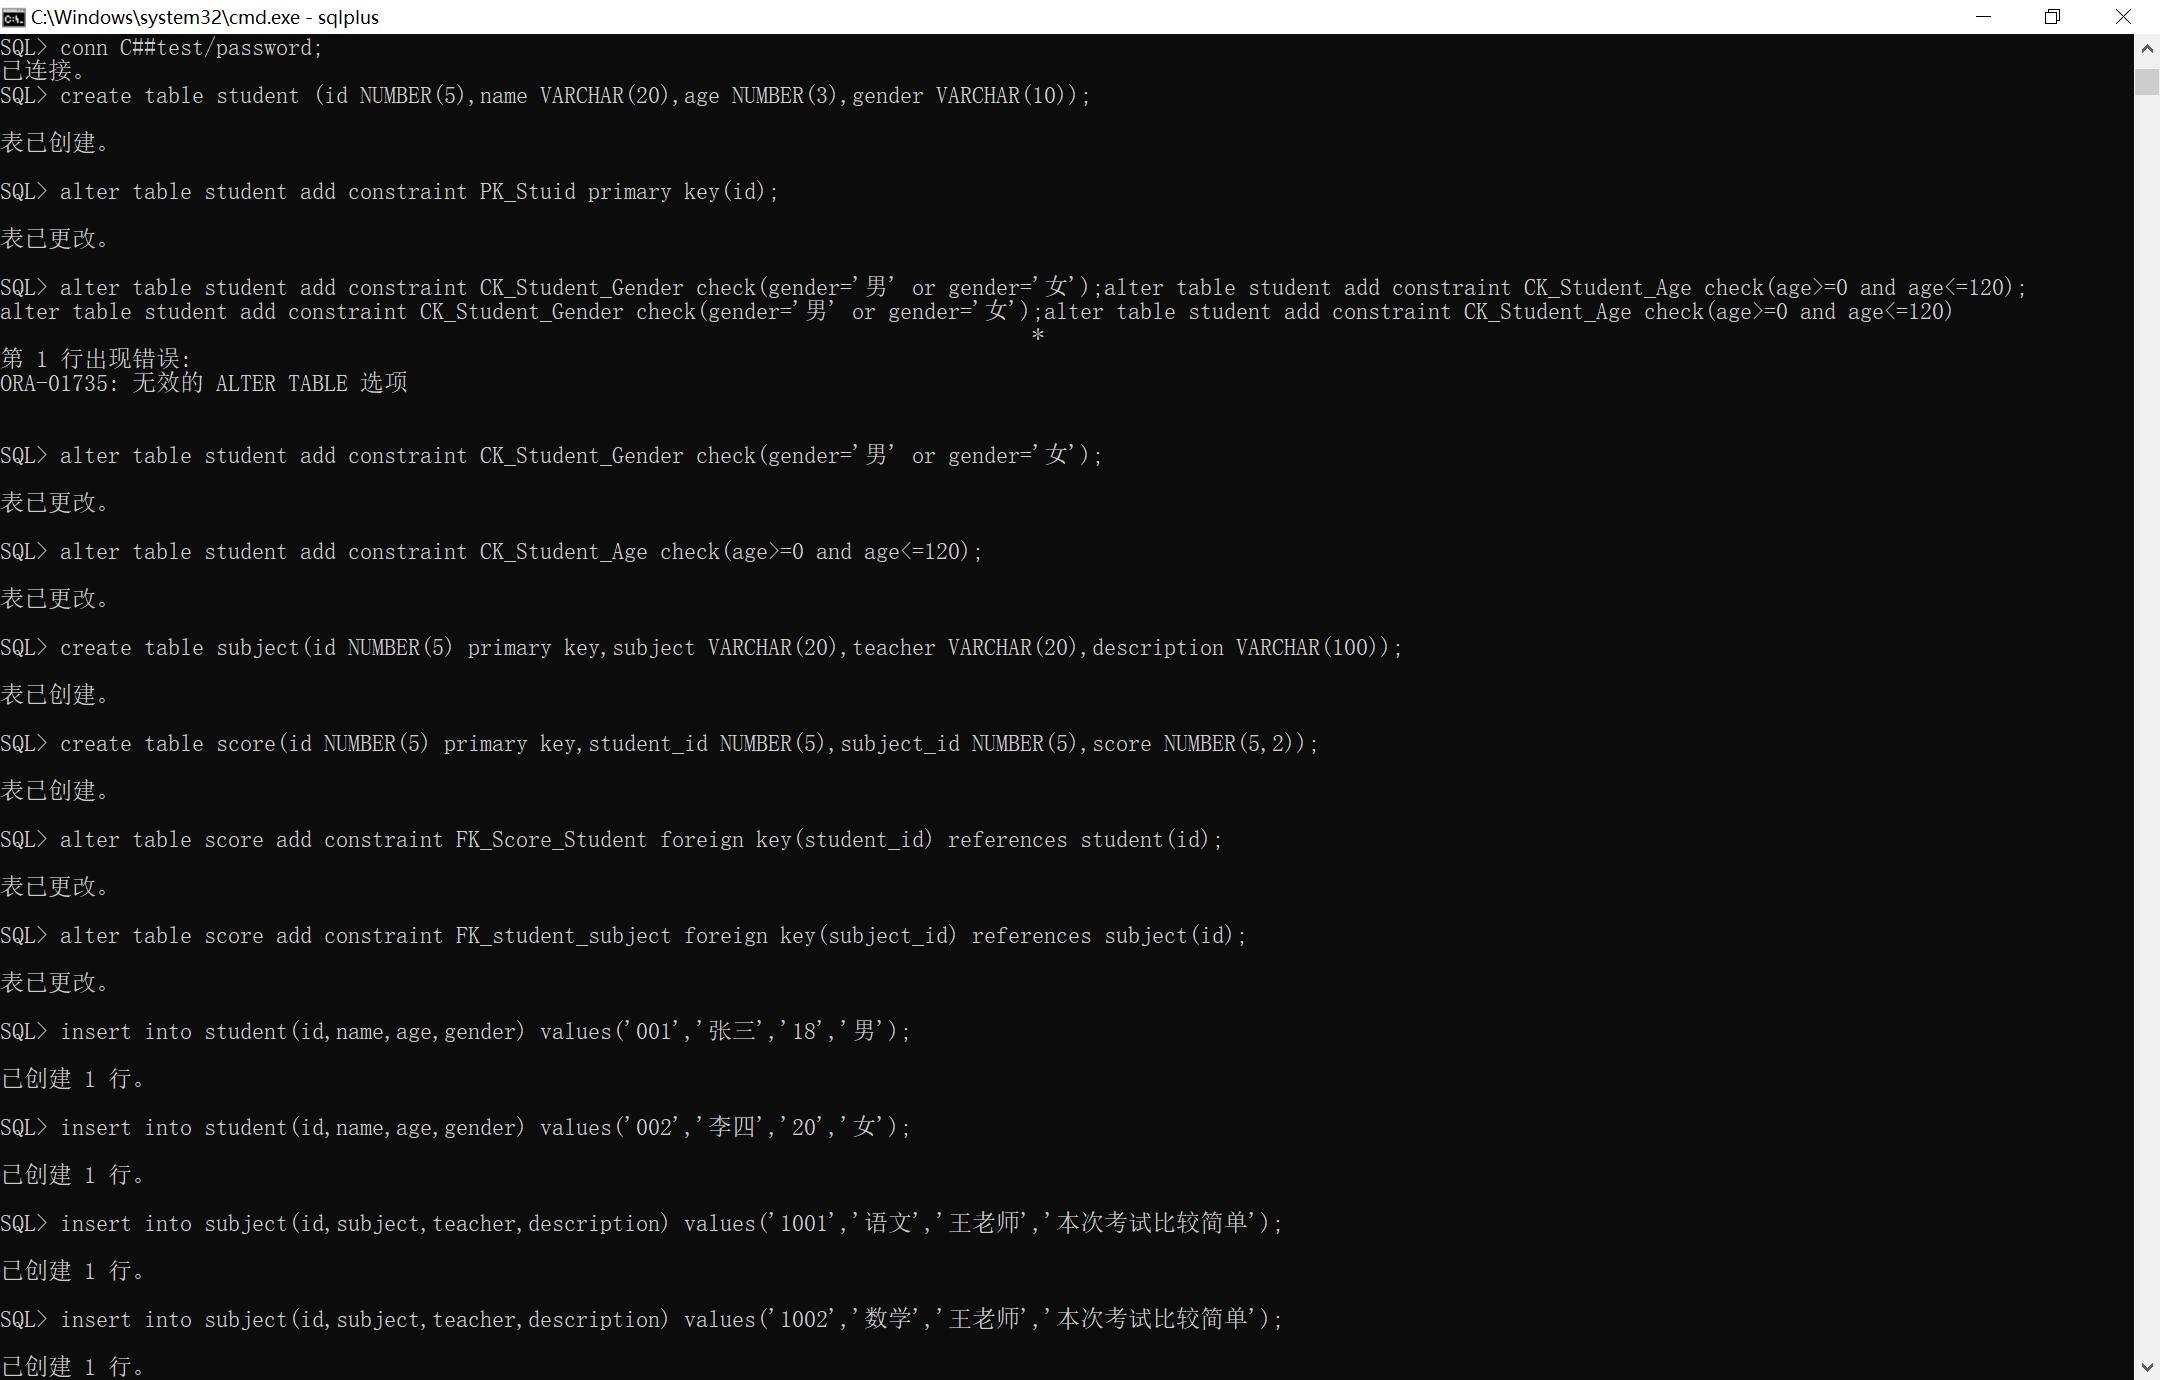 C:\Windows\system32\cmd.exe - sqlplus
SQL> conn C##test/password;
已连接。
SQL> create table student (id NUMBER(5),name VARCHAR(20),age NUMBER(3),gender VARCHAR(10));
表已创建。
SQL> alter table student add constraint PK_Stuid primary key(id);
表已更改。
SQL> alter table student add constraint CK_Student_Gender check(gender='男' or gender='女');alter table student add constraint CK_Student_Age check(age>=0 and age<=120);
alter table student add constraint CK_Student_Gender check(gender='男' or gender='女');alter table student add constraint CK_Student_Age check(age>=0 and age<=120)
*
第 1 行出现错误:
ORA-01735: 无效的 ALTER TABLE 选项
SQL> alter table student add constraint CK_Student_Gender check(gender='男' or gender='女');
表已更改。
SQL> alter table student add constraint CK_Student_Age check(age>=0 and age<=120);
表已更改。
SQL> create table subject(id NUMBER(5) primary key,subject VARCHAR(20),teacher VARCHAR(20),description VARCHAR(100));
表已创建。
SQL> create table score(id NUMBER(5) primary key,student_id NUMBER(5),subject_id NUMBER(5),score NUMBER(5,2));
表已创建。
SQL> alter table score add constraint FK_Score_Student foreign key(student_id) references student(id);
表已更改。
SQL> alter table score add constraint FK_student_subject foreign key(subject_id) references subject(id);
表已更改。
SQL> insert into student(id,name,age,gender) values('001','张三','18','男');
已创建 1 行。
SQL> insert into student(id,name,age,gender) values('002','李四','20','女');
已创建 1 行。
SQL> insert into subject(id,subject,teacher,description) values('1001','语文','王老师','本次考试比较简单');
已创建 1 行。
SQL> insert into subject(id,subject,teacher,description) values('1002','数学','王老师','本次考试比较简单');
已创建 1 行。